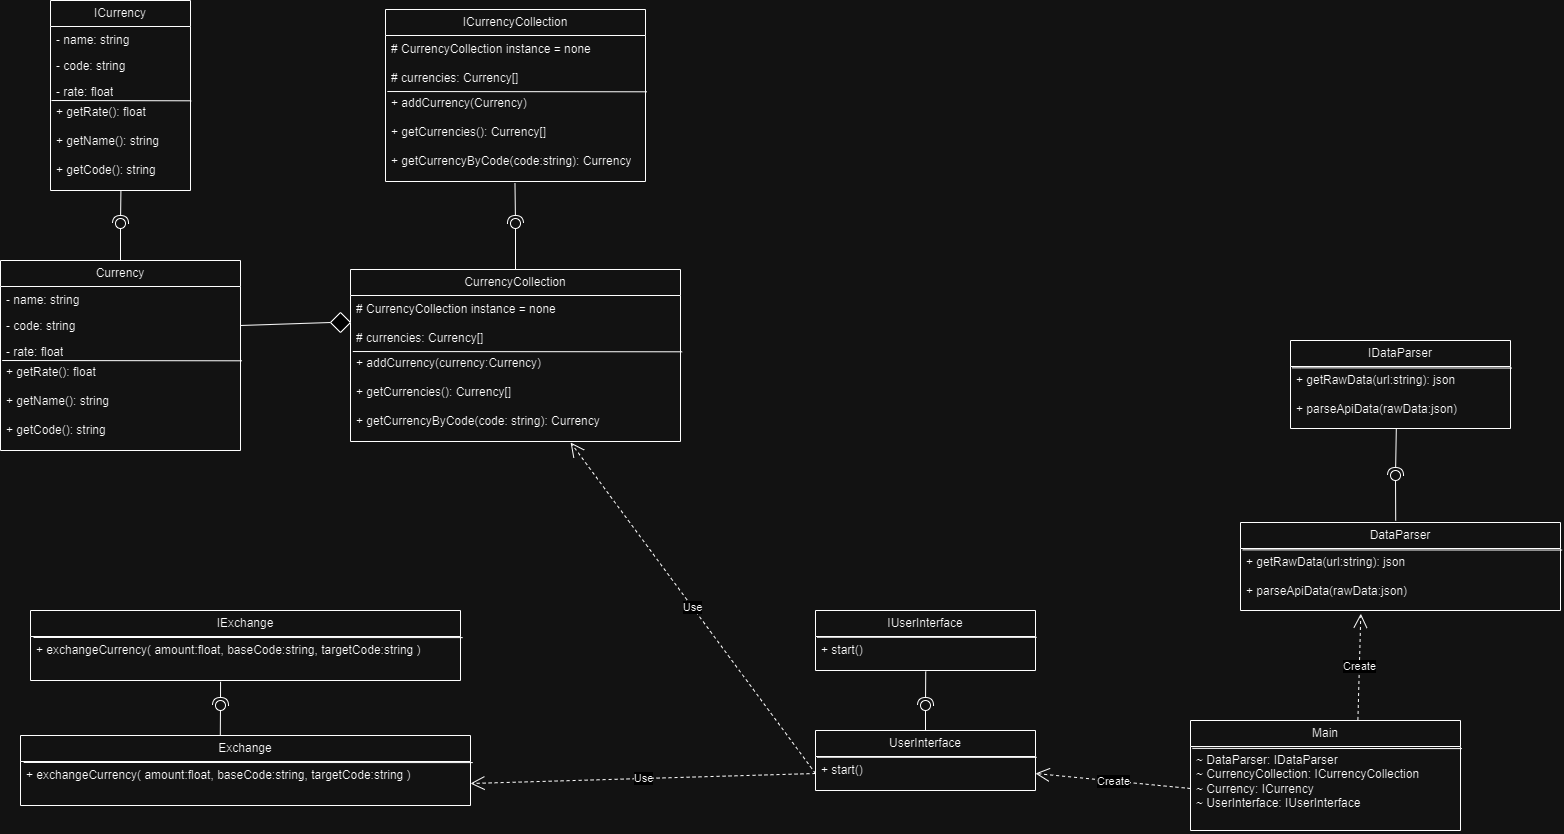 ICurrency
- name: string
- code: string
- rate: float
+ getRate(): float
+ getName(): string
+ getCode(): string
ICurrencyCollection
# CurrencyCollection instance = none
# currencies: Currency[]
+ addCurrency(Currency)
+ getCurrencies(): Currency[]
+ getCurrencyByCode(code:string): Currency
Currency
- name: string
- code: string
- rate: float
+ getRate(): float
+ getName(): string
+ getCode(): string
CurrencyCollection
# CurrencyCollection instance = none
# currencies: Currency[]
+ addCurrency(currency:Currency)
+ getCurrencies(): Currency[]
+ getCurrencyByCode(code: string): Currency
IDataParser
+ getRawData(url:string): json
+ parseApiData(rawData:json)
DataParser
+ getRawData(url:string): json
+ parseApiData(rawData:json)
Use
IExchange
+ exchangeCurrency( amount:float, baseCode:string, targetCode:string )
IUserInterface
+ start()
Create
Exchange
+ exchangeCurrency( amount:float, baseCode:string, targetCode:string )
Use
UserInterface
+ start()
Create
Main
~ DataParser: IDataParser
~ CurrencyCollection: ICurrencyCollection
~ Currency: ICurrency
~ UserInterface: IUserInterface